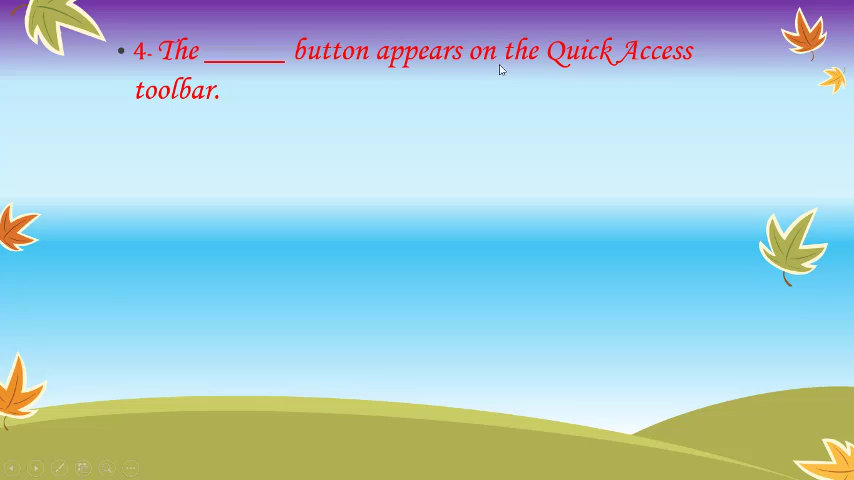 • 4- The ______ button appears on the Quick Access
toolbar.